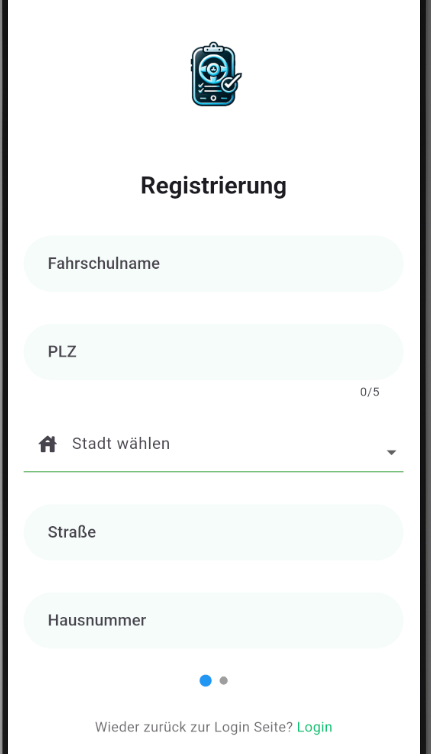 Registrierung
Fahrschulname
PLZ
0/5
Stadt wählen
Straße
Hausnummer
Wieder zurück zur Login Seite? Login